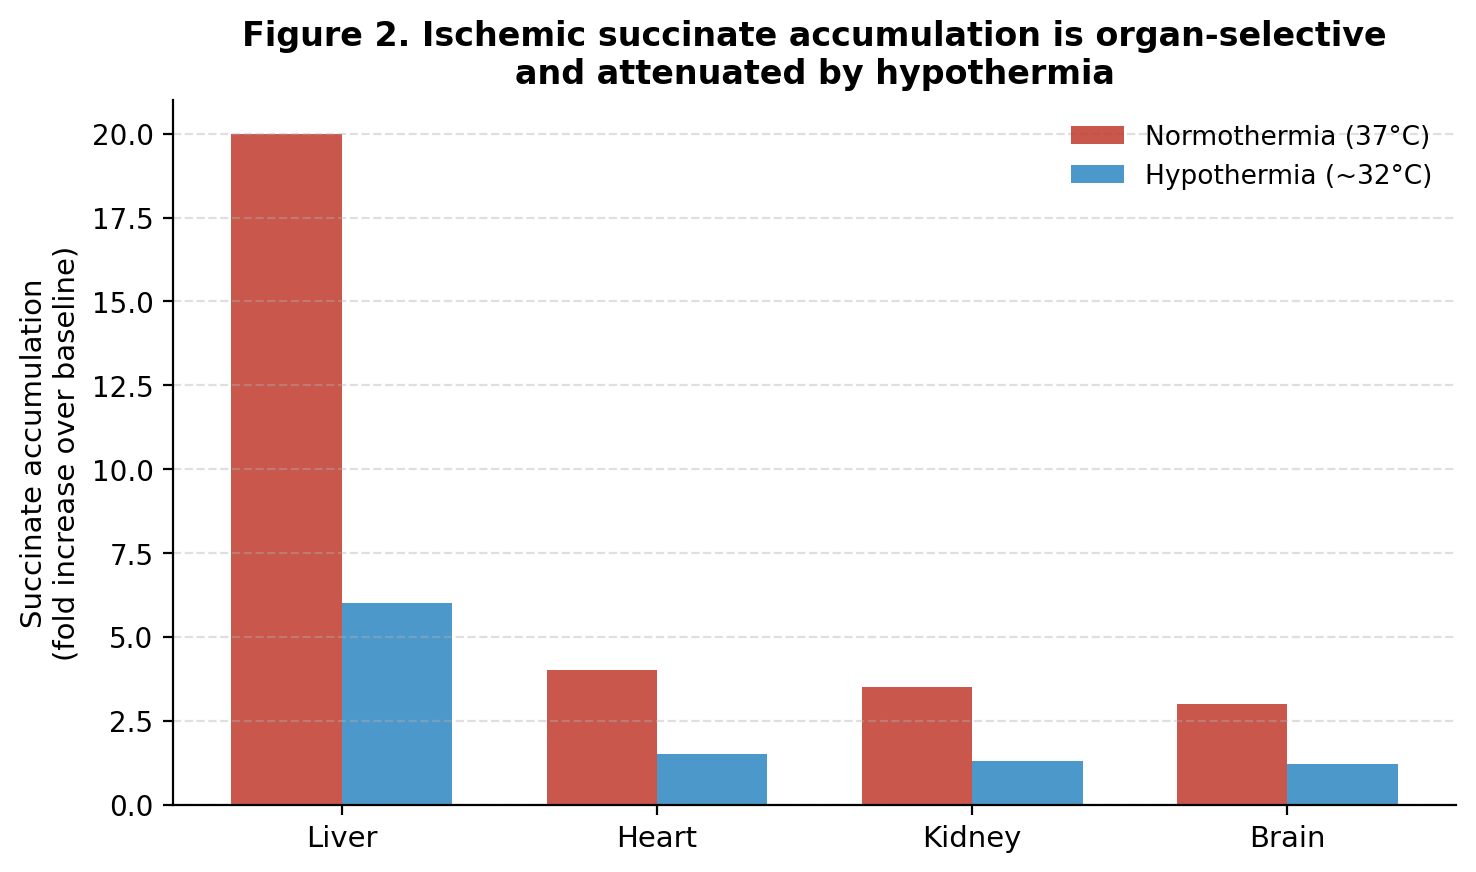 Figure 2. Ischemic succinate accumulation is organ-selective
and attenuated by hypothermia
Normothermia (37°C)
Hypothermia (~32°C)
Succinate accumulation
(fold increase over baseline)
20.0
17.5
15.0
12.5
10.0
7.5
5.0
2.5
0.0
Liver
Heart
Kidney
Brain